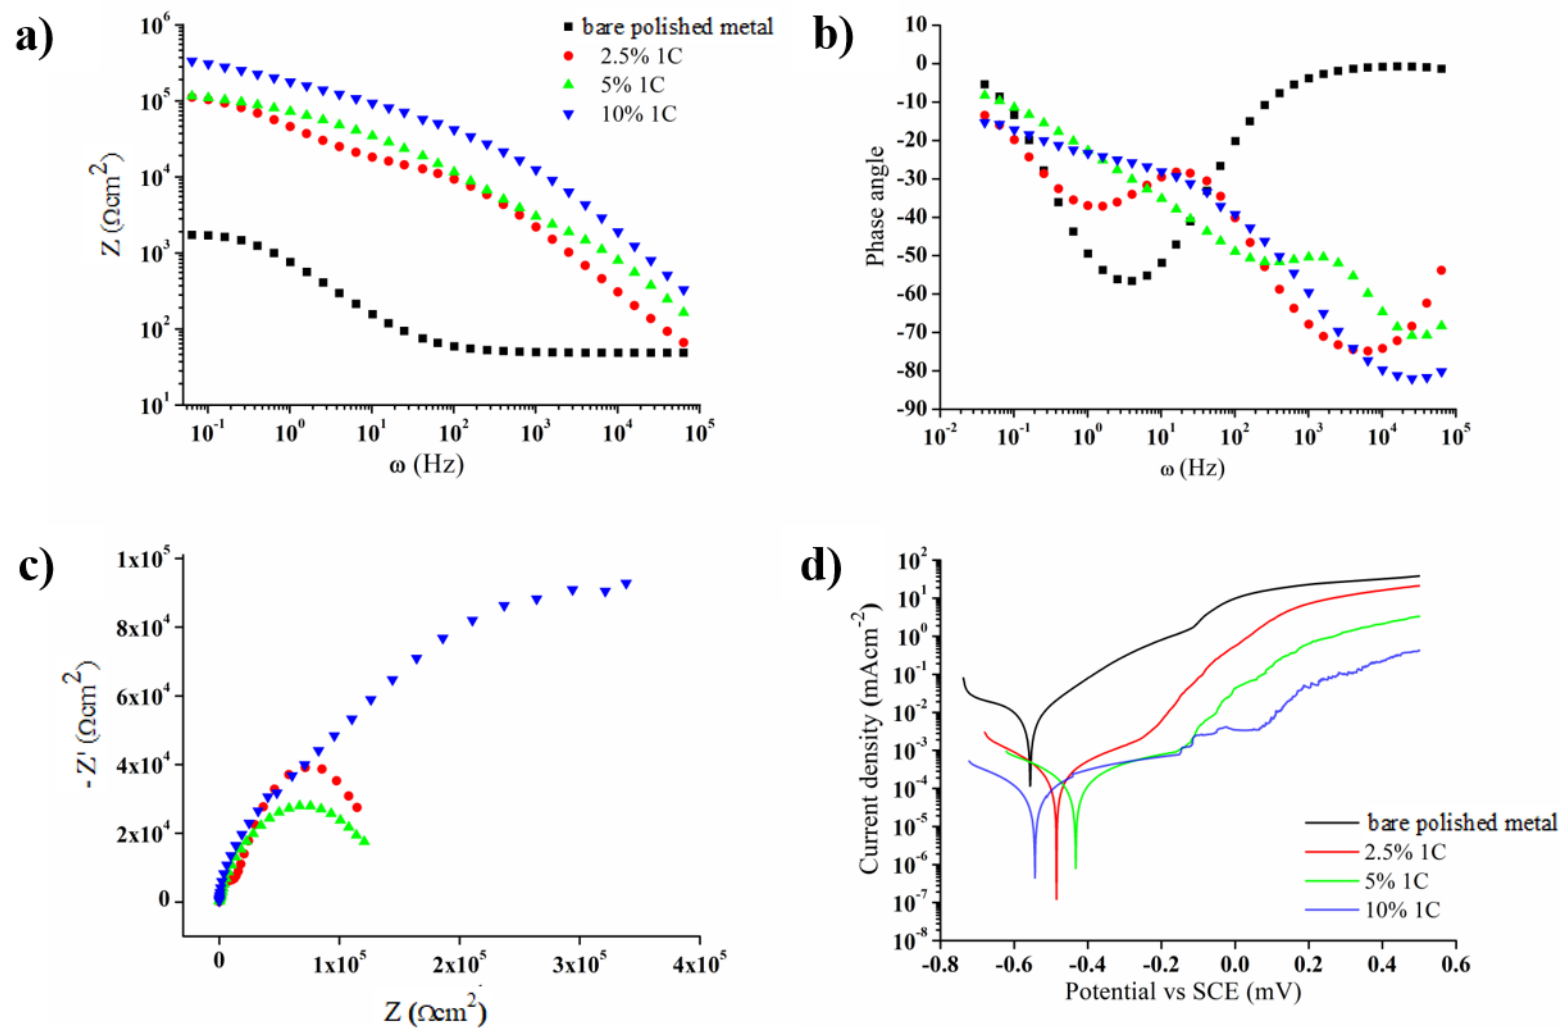 a)
10^6
10^5
10^4
10^3
10^2
10^1
Z (Ωcm^2)
bare polished metal
2.5% 1C
5% 1C
10% 1C
10^-1 10^0 10^1 10^2 10^3 10^4 10^5
ω (Hz)
b)
10
0
-10
-20
-30
-40
-50
-60
-70
-80
-90
Phase angle
10^-2 10^-1 10^0 10^1 10^2 10^3 10^4 10^5
ω (Hz)
c)
1x10^5
8x10^4
6x10^4
4x10^4
2x10^4
0
- Z' (Ωcm^2)
0 1x10^5 2x10^5 3x10^5 4x10^5
Z (Ωcm^2)
d)
10^2
10^1
10^0
10^-1
10^-2
10^-3
10^-4
10^-5
10^-6
10^-7
10^-8
Current density (mAcm^-2)
bare polished metal
2.5% 1C
5% 1C
10% 1C
-0.8 -0.6 -0.4 -0.2 0.0 0.2 0.4 0.6
Potential vs SCE (mV)